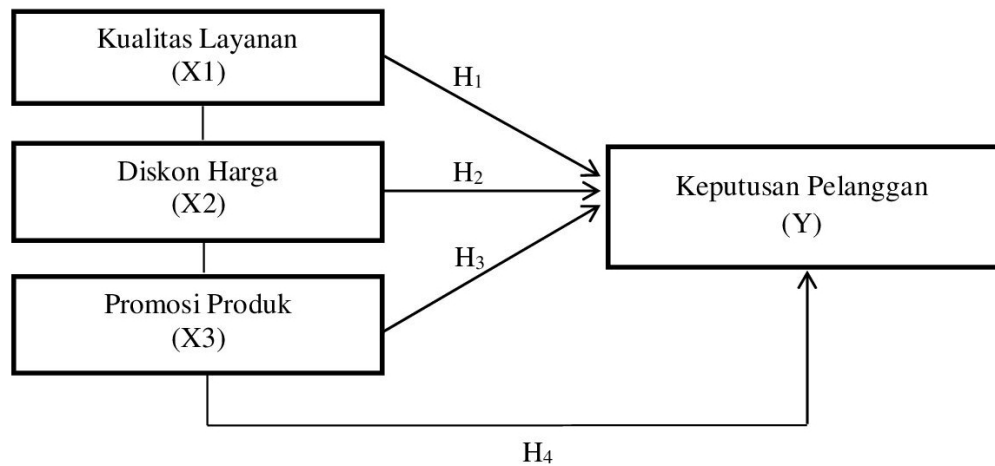 Kualitas Layanan
(X1)
H₁
Diskon Harga
(X2)
H₂
Keputusan Pelanggan
(Y)
H₃
Promosi Produk
(X3)
H₄